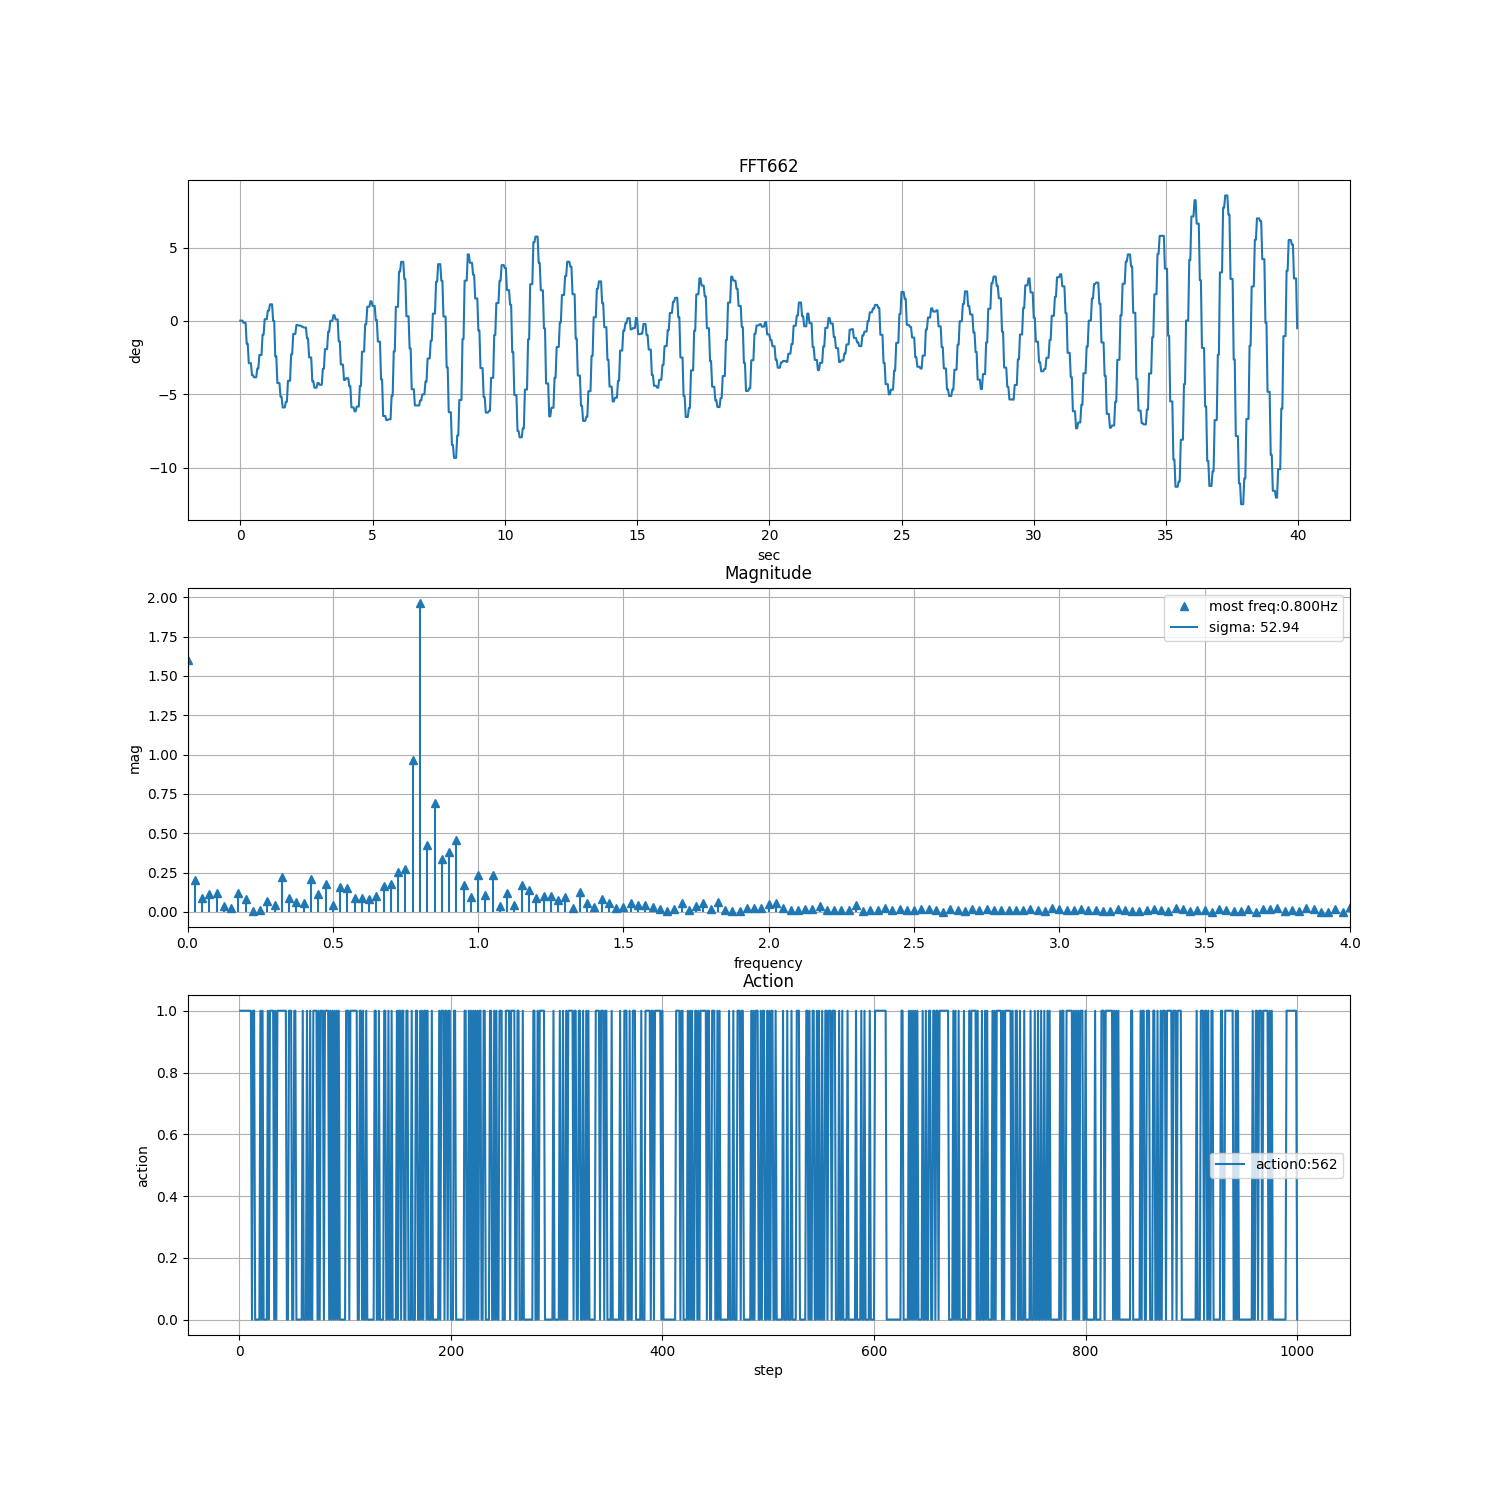 FFT662
5
0
−5
−10
deg
0 5 10 15 20 25 30 35 40
sec
Magnitude
2.00
1.75
1.50
1.25
1.00
0.75
0.50
0.25
0.00
mag
most freq:0.800Hz
sigma: 52.94
0.0 0.5 1.0 1.5 2.0 2.5 3.0 3.5 4.0
frequency
Action
1.0
0.8
0.6
0.4
0.2
0.0
action
action0:562
0 200 400 600 800 1000
step